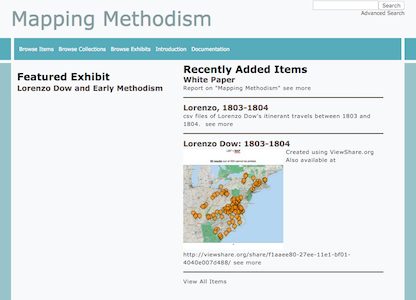 Mapping Methodism
Search
Advanced Search
Browse Items Browse Collections Browse Exhibits Introduction Documentation
Featured Exhibit
Lorenzo Dow and Early Methodism
Recently Added Items
White Paper
Report on "Mapping Methodism" see more
Lorenzo, 1803-1804
csv files of Lorenzo Dow's itinerant travels between 1803 and
1804. see more
Lorenzo Dow: 1803-1804
Created using ViewShare.org
Also available at
http://viewshare.org/share/f1aaee80-27ee-11e1-bf01-
4040e007d488/ see more
View All Items